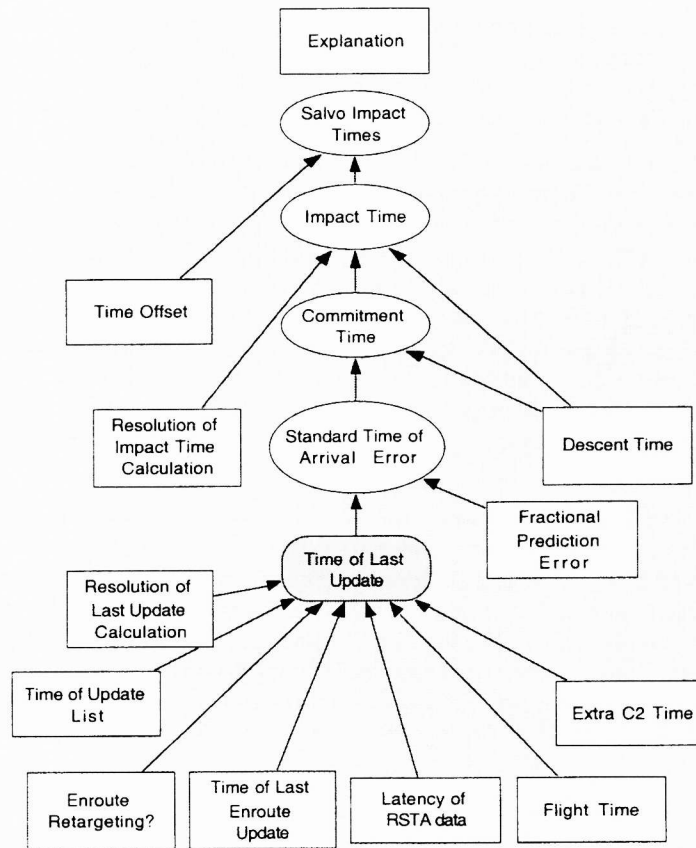 Explanation
Salvo Impact
Times
Impact Time
Time Offset
Commitment
Time
Resolution of
Impact Time
Calculation
Standard Time of
Arrival Error
Descent Time
Fractional
Prediction
Error
Time of Last
Update
Resolution of
Last Update
Calculation
Time of Update
List
Extra C2 Time
Enroute
Retargeting?
Time of Last
Enroute
Update
Latency of
RSTA data
Flight Time